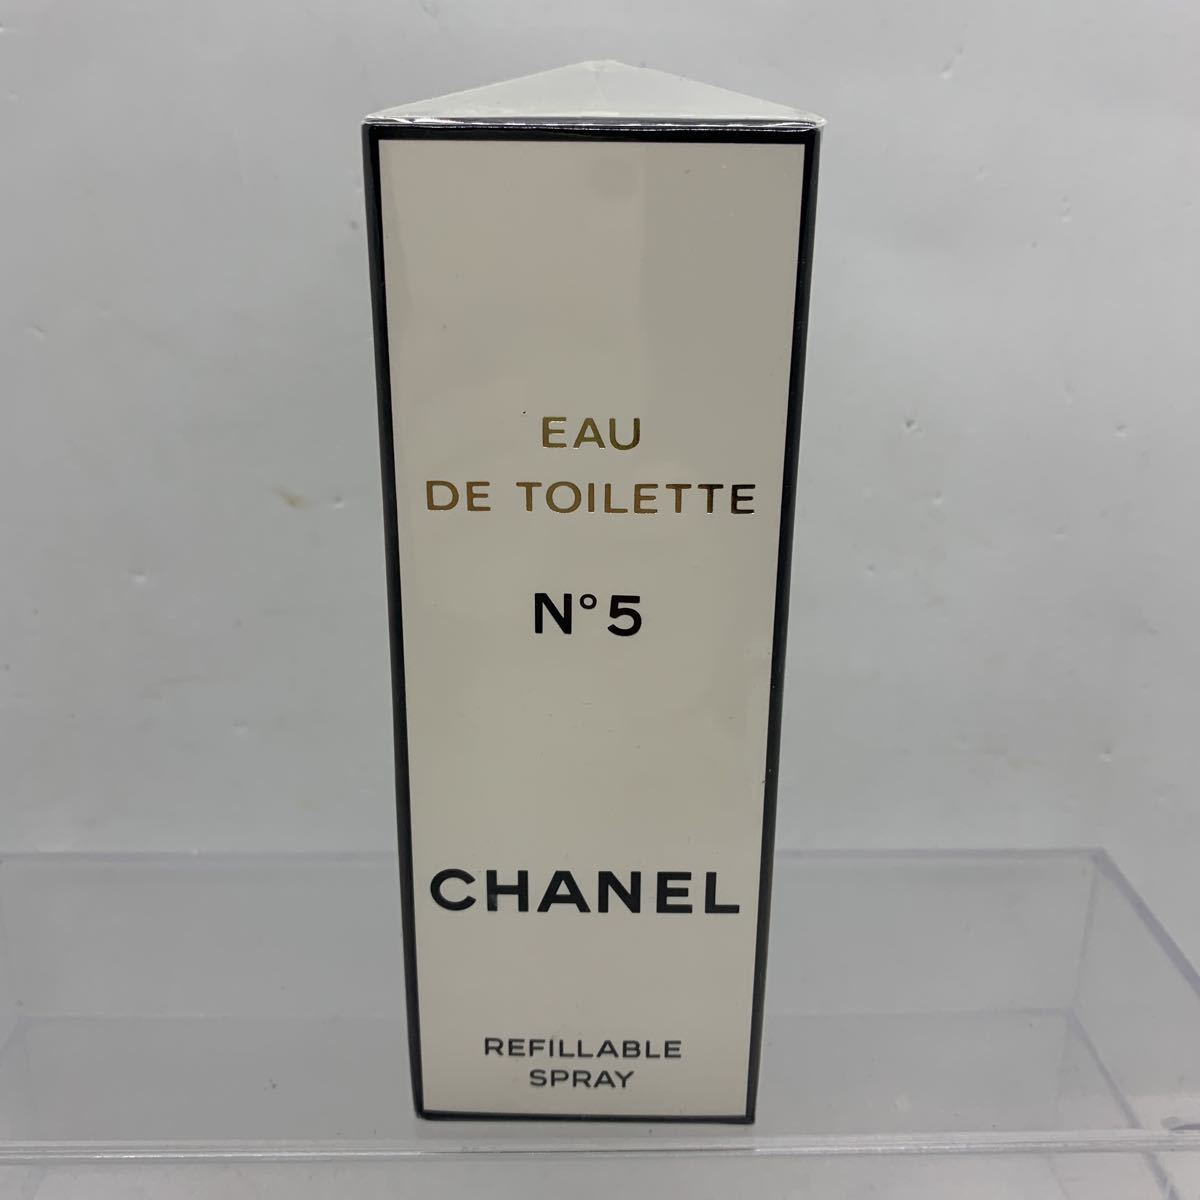 EAU
DE TOILETTE
N°5
CHANEL
REFILLABLE
SPRAY